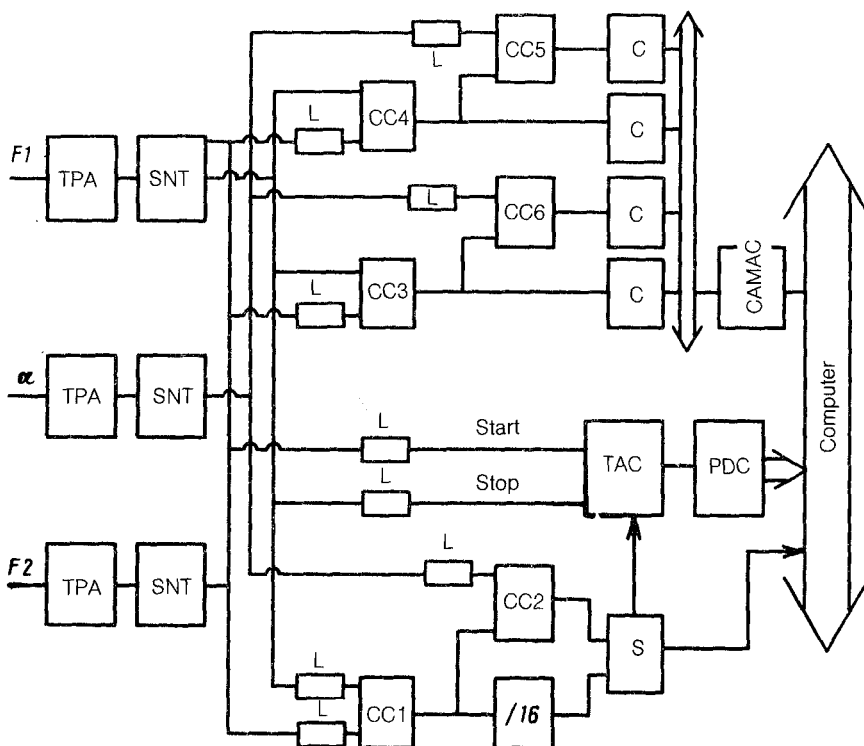 L
CC5
C
L
CC4
C
F1
TPA
SNT
L
CC6
C
L
CC3
C
CAMAC
α
TPA
SNT
L
Start
TAC
PDC
Computer
L
Stop
F2
TPA
SNT
L
CC2
S
L
L
CC1
/16